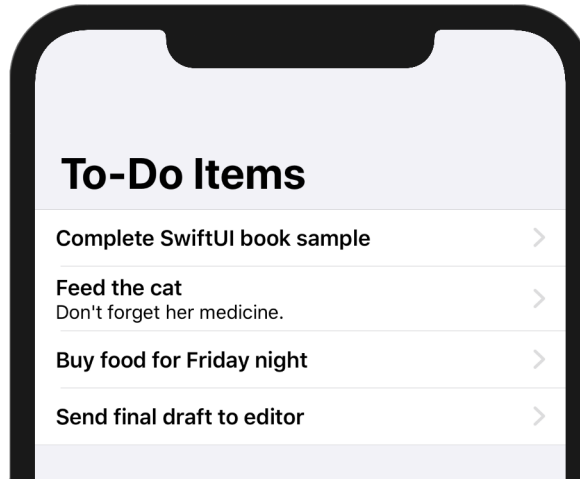 To-Do Items
Complete SwiftUI book sample
Feed the cat
Don't forget her medicine.
Buy food for Friday night
Send final draft to editor